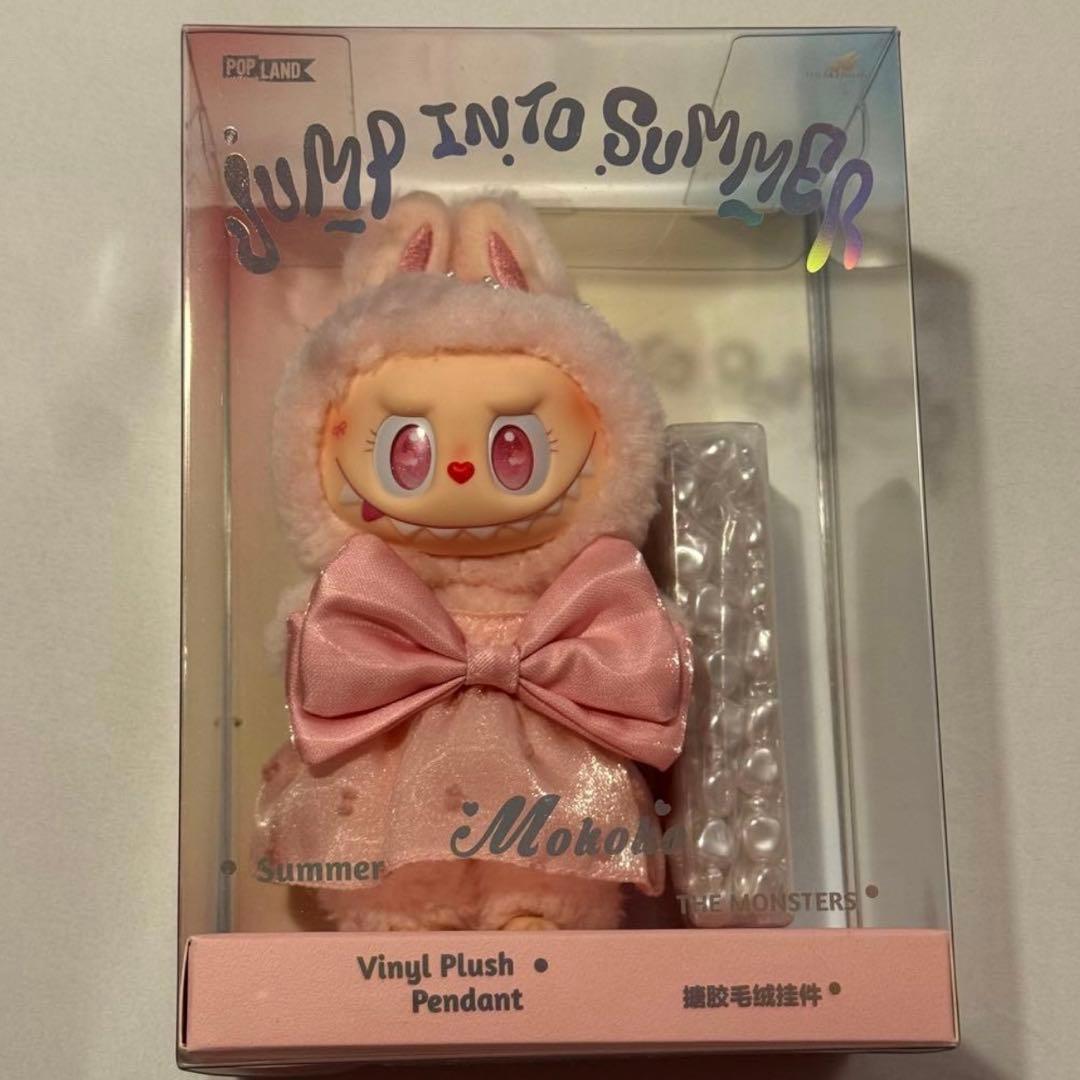 POP LAND
JUMP INTO SUMMER
Mokoko
Summer
THE MONSTERS
Vinyl Plush
Pendant
搪胶毛绒挂件